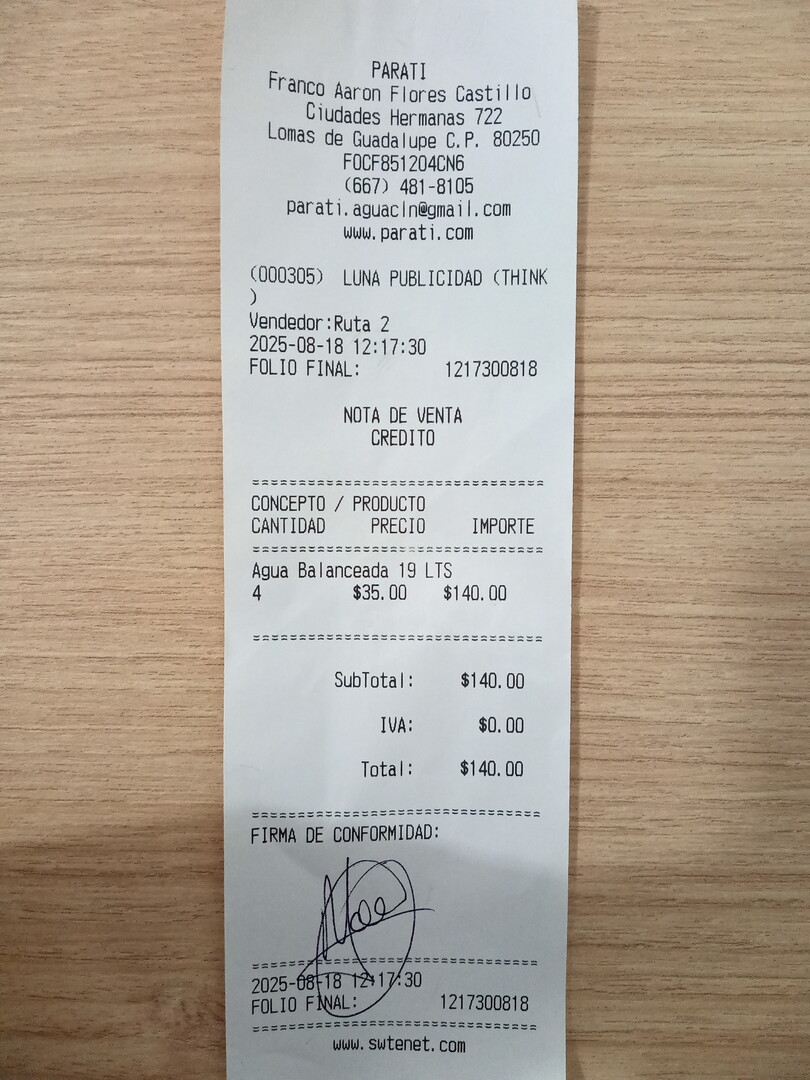 PARATI
Franco Aaron Flores Castillo
Ciudades Hermanas 722
Lomas de Guadalupe C.P. 80250
FOCF851204CN6
(667) 481-8105
parati.aguacln@gmail.com
www.parati.com
(000305) LUNA PUBLICIDAD (THINK
)
Vendedor:Ruta 2
2025-08-18 12:17:30
FOLIO FINAL: 1217300818
NOTA DE VENTA
CREDITO
================================
CONCEPTO / PRODUCTO
CANTIDAD PRECIO IMPORTE
================================
Agua Balanceada 19 LTS
4 $35.00 $140.00
================================
SubTotal: $140.00
IVA: $0.00
Total: $140.00
================================
FIRMA DE CONFORMIDAD:
================================
2025-08-18 12:17:30
FOLIO FINAL: 1217300818
================================
www.swtenet.com